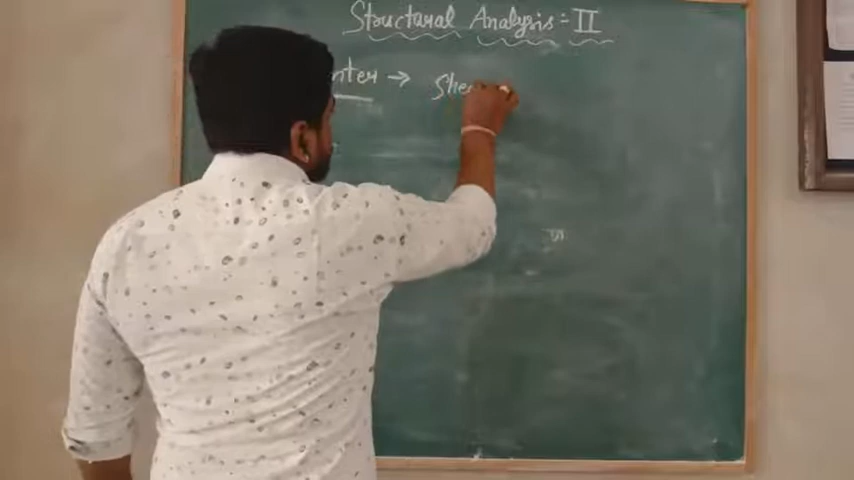 Structural Analysis - II
nter → She